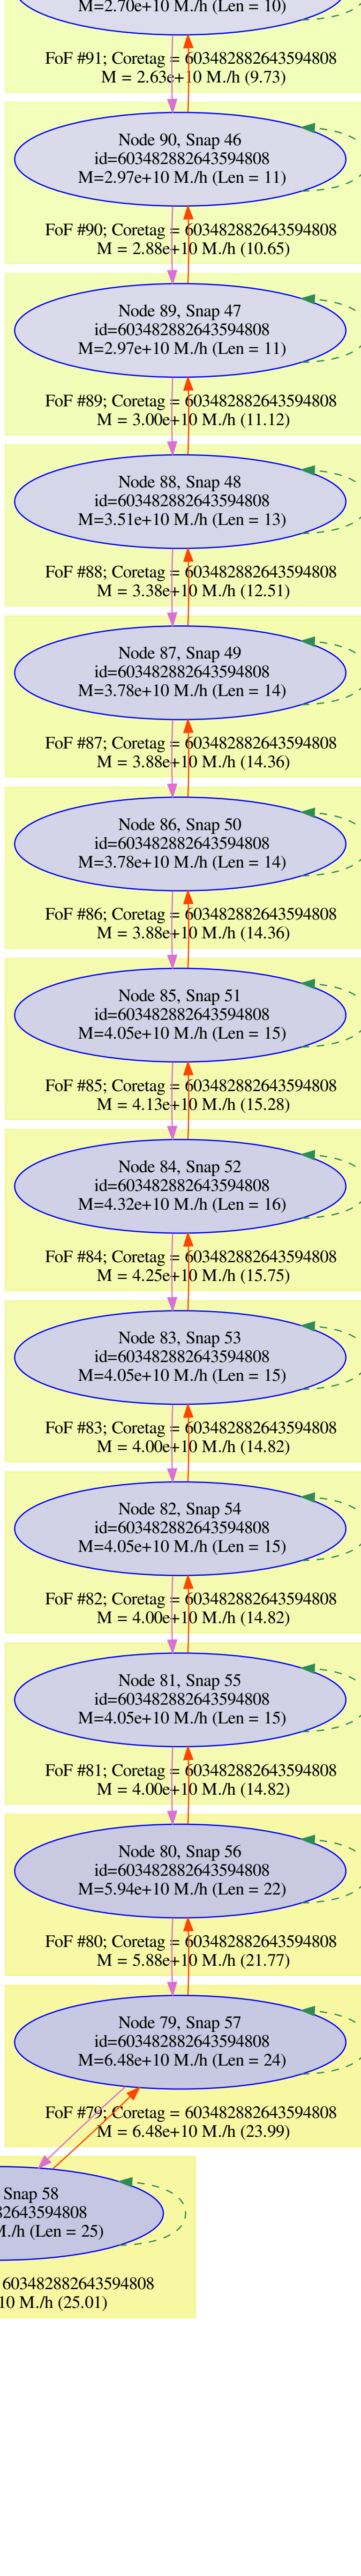 M=2.70e+10 M./h (Len = 10)
FoF #91; Coretag = 603482882643594808
M = 2.63e+10 M./h (9.73)
Node 90, Snap 46
id=603482882643594808
M=2.97e+10 M./h (Len = 11)
FoF #90; Coretag = 603482882643594808
M = 2.88e+10 M./h (10.65)
Node 89, Snap 47
id=603482882643594808
M=2.97e+10 M./h (Len = 11)
FoF #89; Coretag = 603482882643594808
M = 3.00e+10 M./h (11.12)
Node 88, Snap 48
id=603482882643594808
M=3.51e+10 M./h (Len = 13)
FoF #88; Coretag = 603482882643594808
M = 3.38e+10 M./h (12.51)
Node 87, Snap 49
id=603482882643594808
M=3.78e+10 M./h (Len = 14)
FoF #87; Coretag = 603482882643594808
M = 3.88e+10 M./h (14.36)
Node 86, Snap 50
id=603482882643594808
M=3.78e+10 M./h (Len = 14)
FoF #86; Coretag = 603482882643594808
M = 3.88e+10 M./h (14.36)
Node 85, Snap 51
id=603482882643594808
M=4.05e+10 M./h (Len = 15)
FoF #85; Coretag = 603482882643594808
M = 4.13e+10 M./h (15.28)
Node 84, Snap 52
id=603482882643594808
M=4.32e+10 M./h (Len = 16)
FoF #84; Coretag = 603482882643594808
M = 4.25e+10 M./h (15.75)
Node 83, Snap 53
id=603482882643594808
M=4.05e+10 M./h (Len = 15)
FoF #83; Coretag = 603482882643594808
M = 4.00e+10 M./h (14.82)
Node 82, Snap 54
id=603482882643594808
M=4.05e+10 M./h (Len = 15)
FoF #82; Coretag = 603482882643594808
M = 4.00e+10 M./h (14.82)
Node 81, Snap 55
id=603482882643594808
M=4.05e+10 M./h (Len = 15)
FoF #81; Coretag = 603482882643594808
M = 4.00e+10 M./h (14.82)
Node 80, Snap 56
id=603482882643594808
M=5.94e+10 M./h (Len = 22)
FoF #80; Coretag = 603482882643594808
M = 5.88e+10 M./h (21.77)
Node 79, Snap 57
id=603482882643594808
M=6.48e+10 M./h (Len = 24)
FoF #79; Coretag = 603482882643594808
M = 6.48e+10 M./h (23.99)
Snap 58
82643594808
M./h (Len = 25)
603482882643594808
10 M./h (25.01)